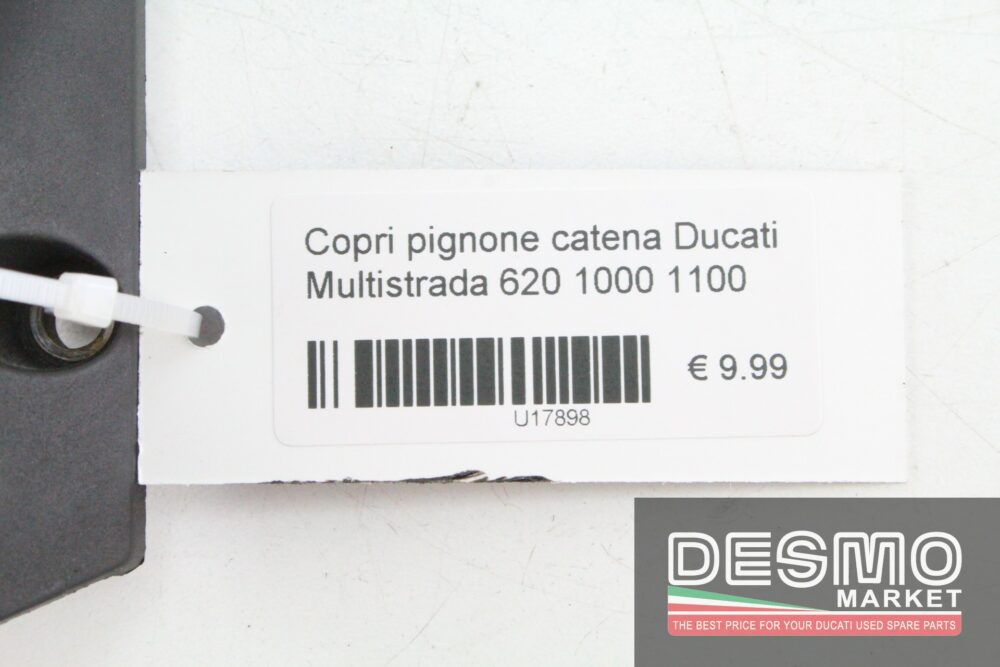 Copri pignone catena Ducati
Multistrada 620 1000 1100
€ 9.99
U17898
DESMO
MARKET
THE BEST PRICE FOR YOUR DUCATI USED SPARE PARTS